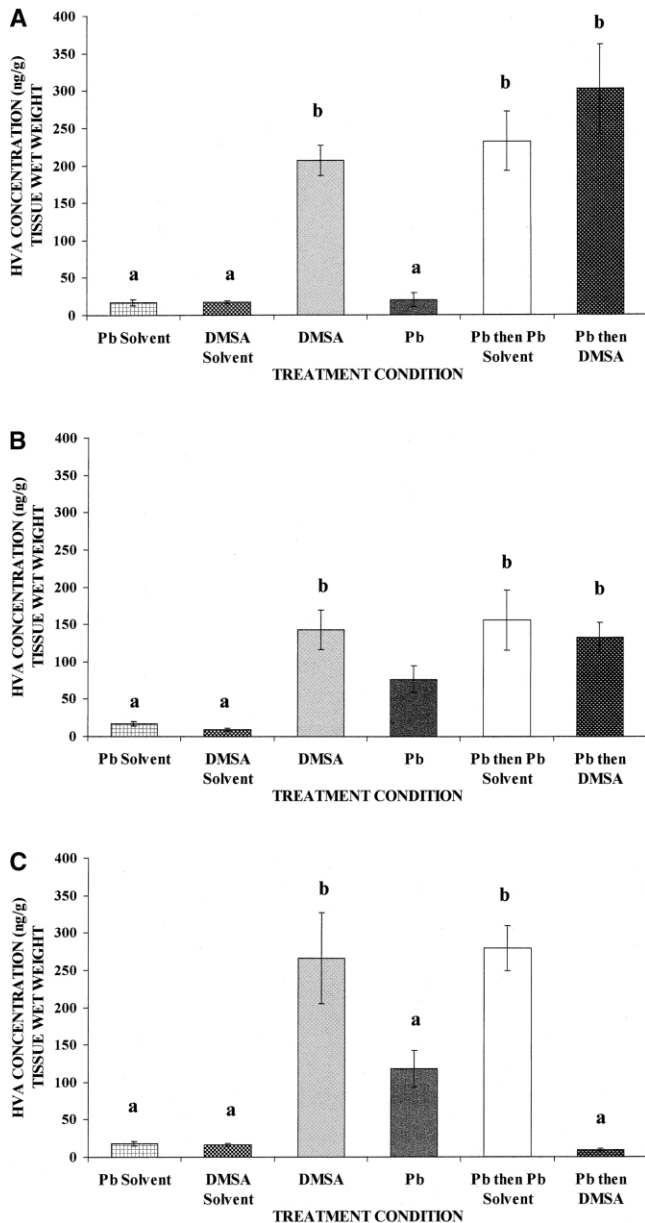 A
HVA CONCENTRATION (ng/g)
TISSUE WET WEIGHT
400
350
300
250
200
150
100
50
0
a
a
b
a
b
b
Pb Solvent
DMSA
Solvent
DMSA
Pb
Pb then Pb
Solvent
Pb then
DMSA
TREATMENT CONDITION
B
HVA CONCENTRATION (ng/g)
TISSUE WET WEIGHT
400
350
300
250
200
150
100
50
0
a
a
b
b
b
Pb Solvent
DMSA
Solvent
DMSA
Pb
Pb then Pb
Solvent
Pb then
DMSA
TREATMENT CONDITION
C
HVA CONCENTRATION (ng/g)
TISSUE WET WEIGHT
400
350
300
250
200
150
100
50
0
a
a
b
a
b
a
Pb Solvent
DMSA
Solvent
DMSA
Pb
Pb then Pb
Solvent
Pb then
DMSA
TREATMENT CONDITION